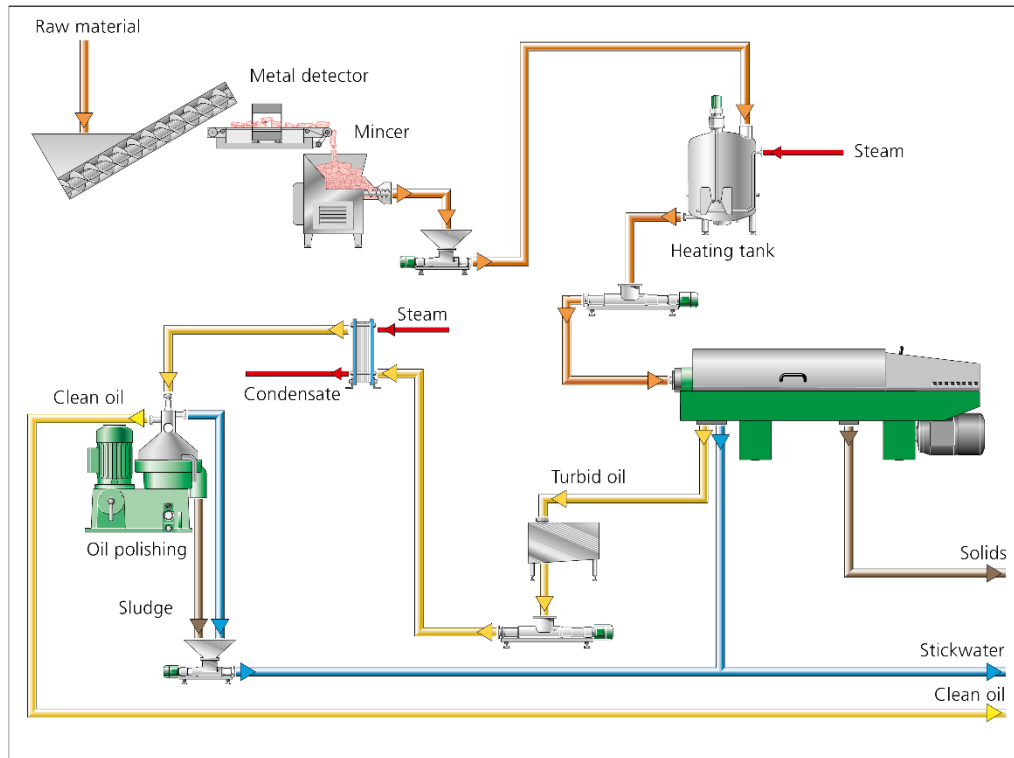 Raw material
Metal detector
Mincer
Steam
Heating tank
Steam
Condensate
Clean oil
Turbid oil
Oil polishing
Solids
Sludge
Stickwater
Clean oil